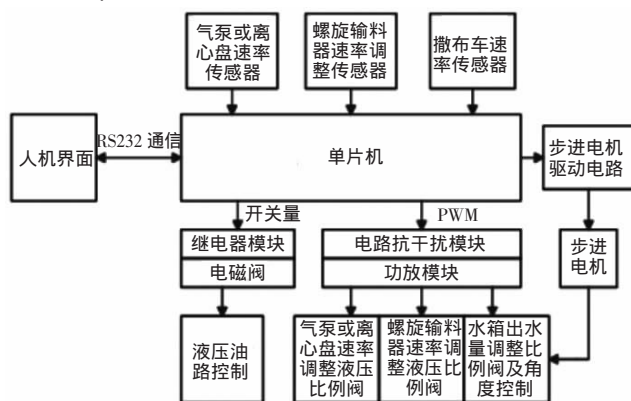 气泵或离
心盘速率
传感器
螺旋输料
器速率调
整传感器
撒布车速
率传感器
人机界面
RS232 通信
单片机
步进电机
驱动电路
开关量
PWM
继电器模块
电磁阀
电路抗干扰模块
功放模块
步进
电机
液压油
路控制
气泵或离
心盘速率
调整液压
比例阀
螺旋输料
器速率调
整液压比
例阀
水箱出水
量调整比
例阀及角
度控制